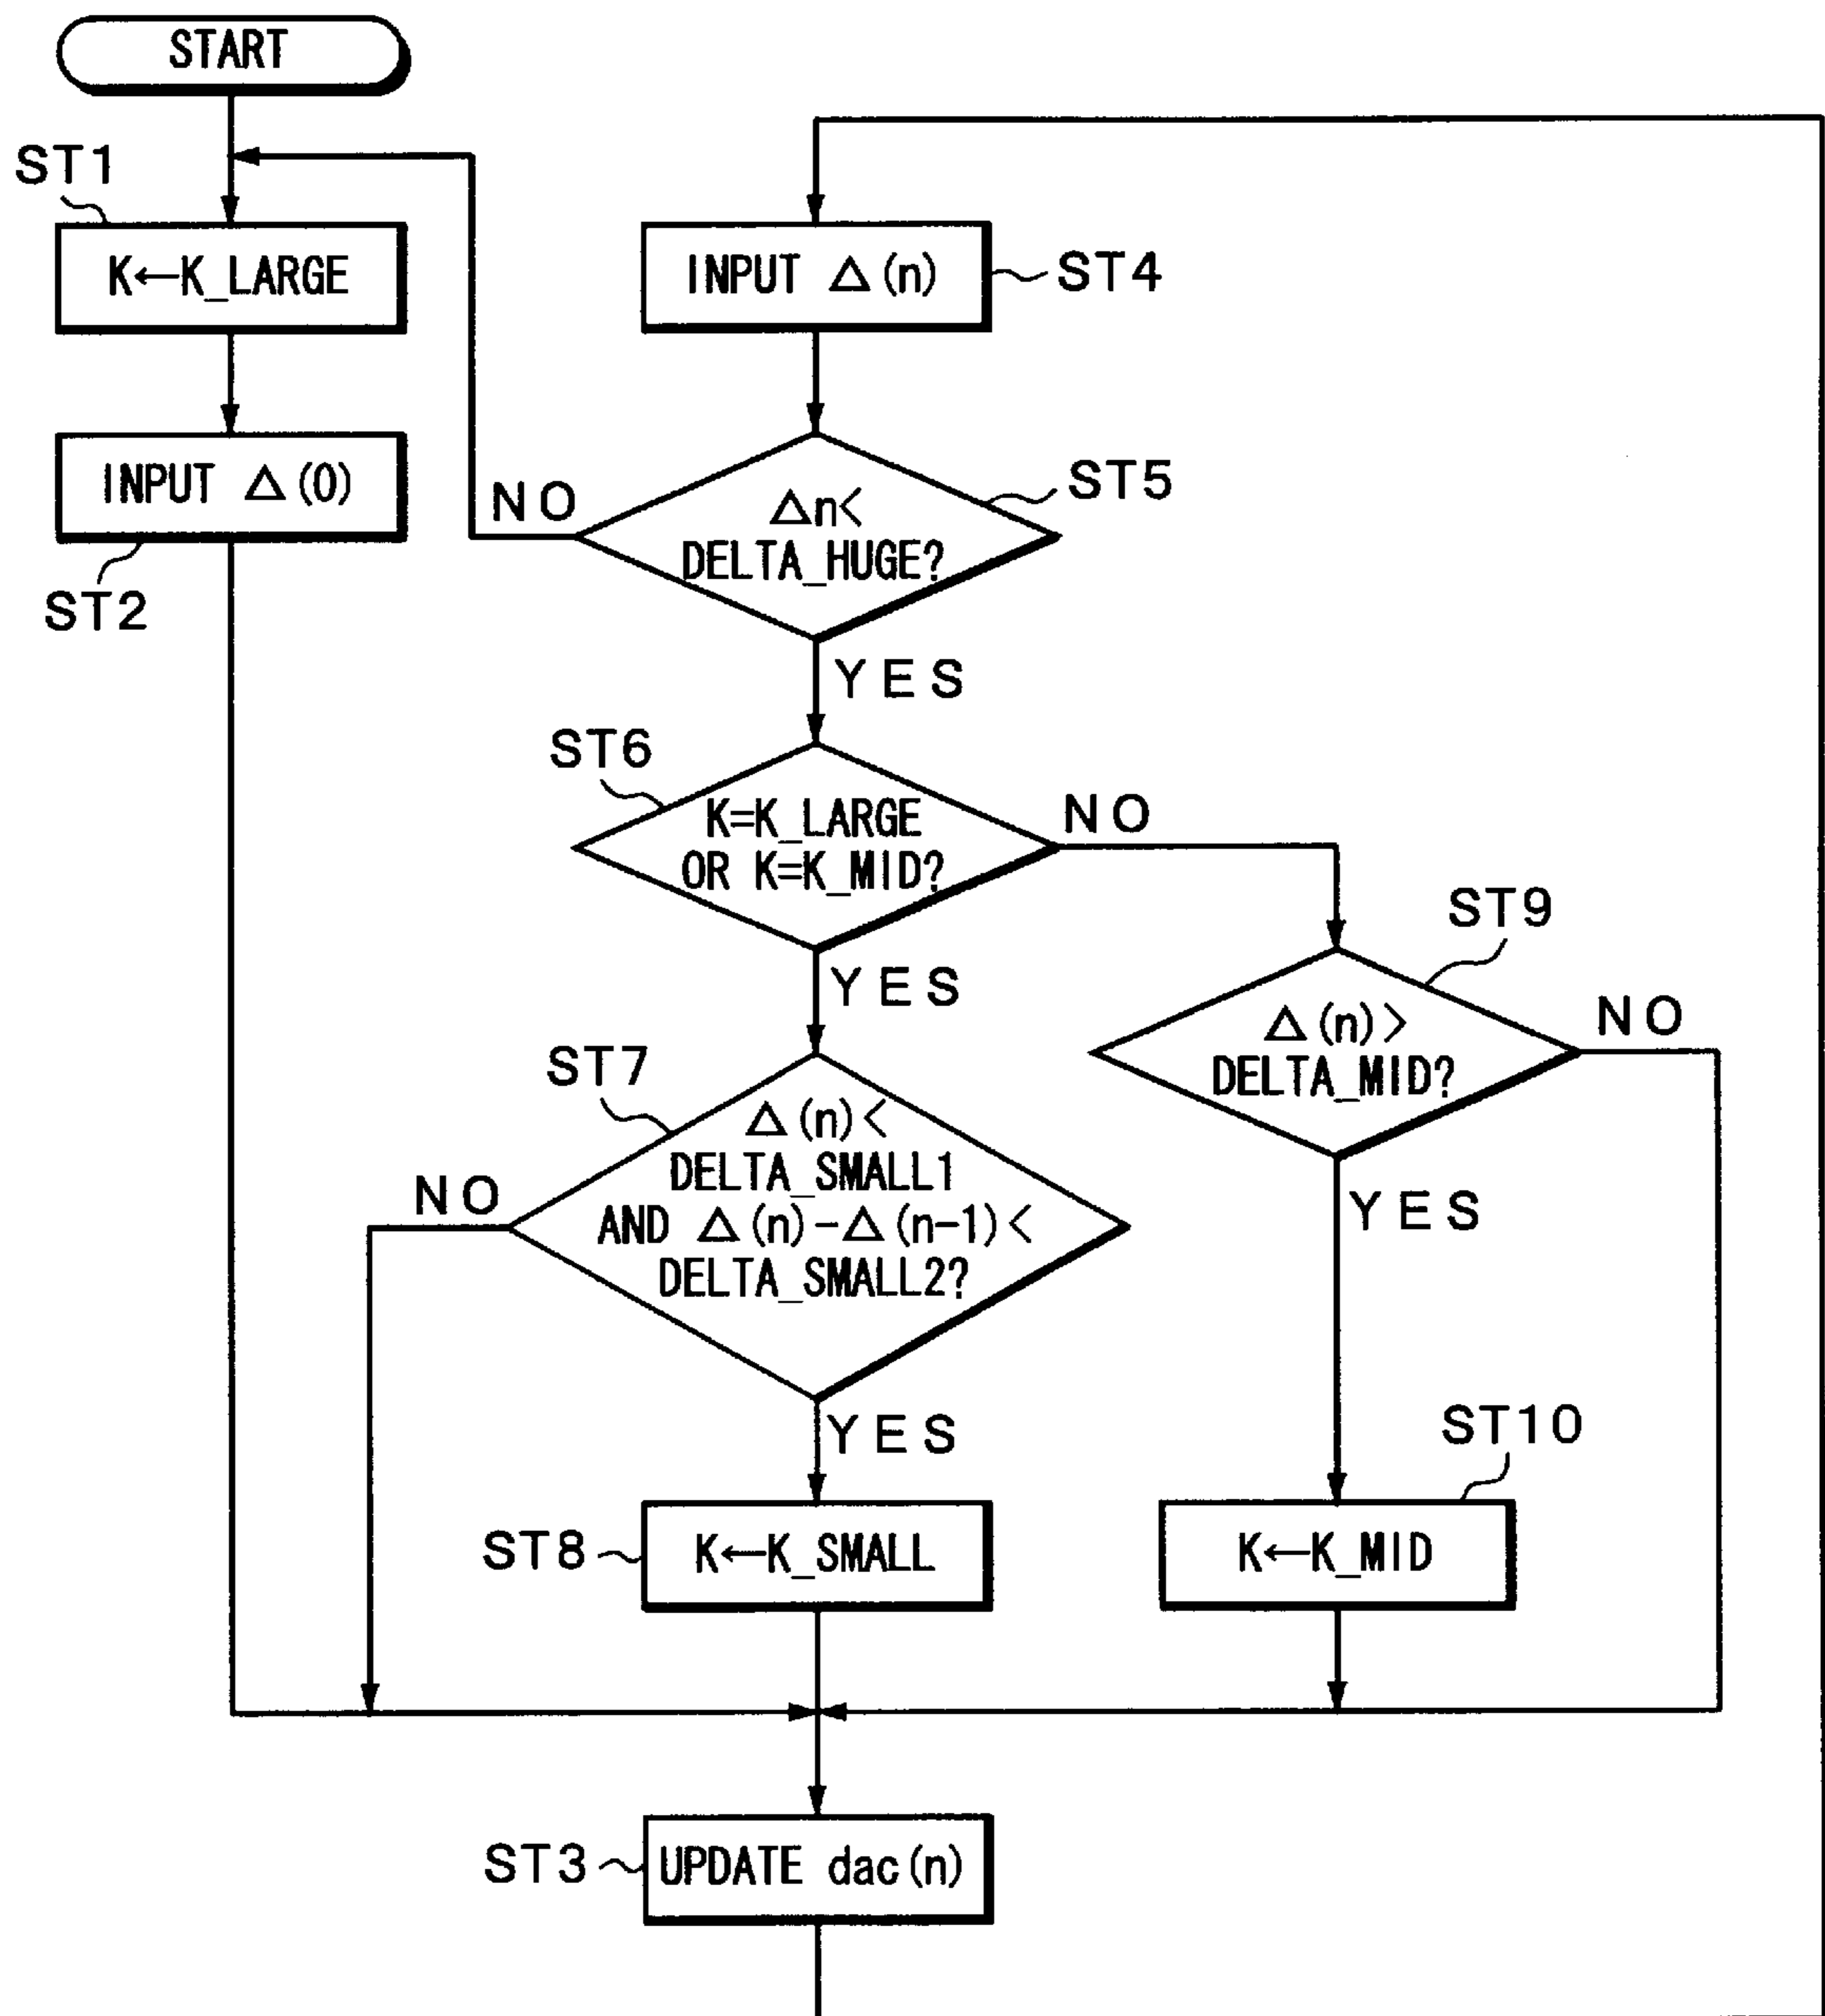 START
ST1
K←K_LARGE
INPUT △(0)
ST2
INPUT △(n)
ST4
△n<
DELTA_HUGE?
ST5
NO
YES
ST6
K=K_LARGE
OR K=K_MID?
NO
YES
ST9
△(n)>
DELTA_MID?
NO
YES
ST7
△(n)<
DELTA_SMALL1
AND △(n)-△(n-1)<
DELTA_SMALL2?
NO
YES
ST8
K←K_SMALL
ST10
K←K_MID
ST3
UPDATE dac(n)